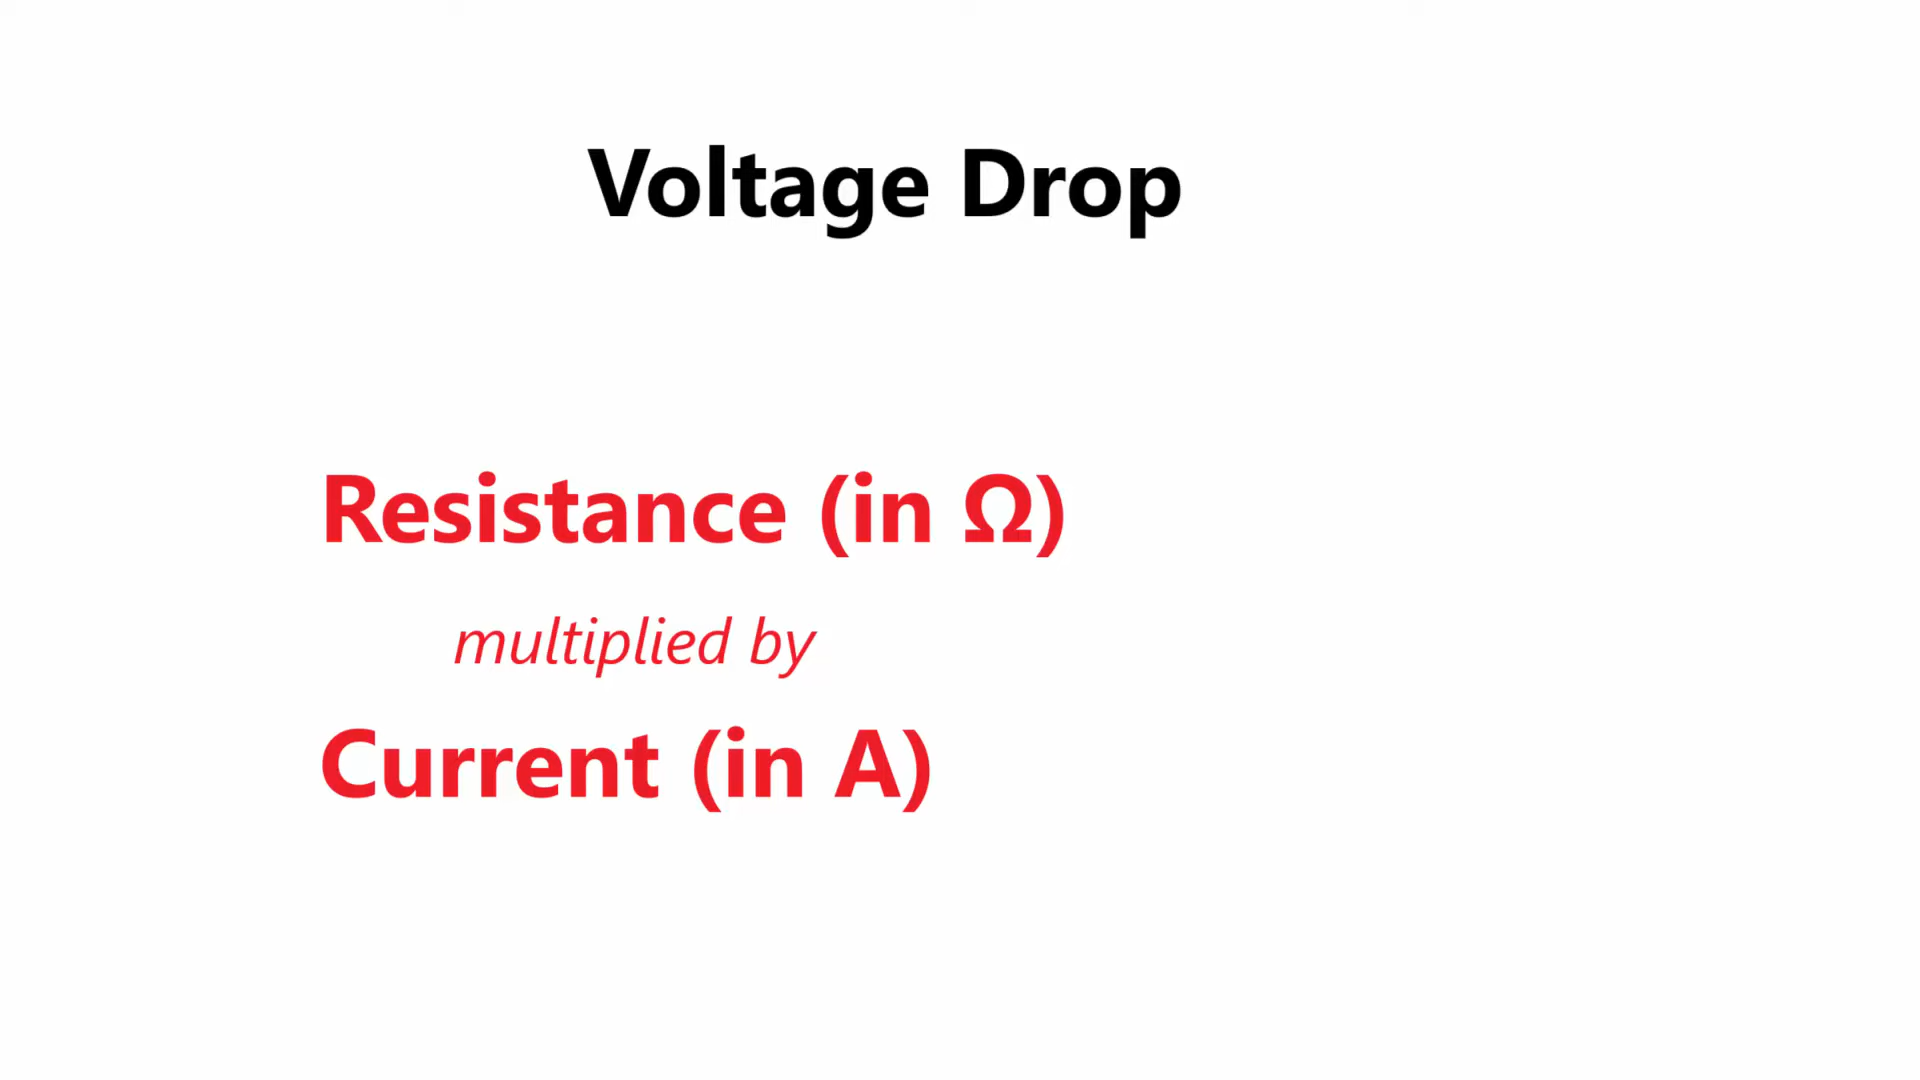 Voltage Drop
Resistance (in Ω)
multiplied by
Current (in A)